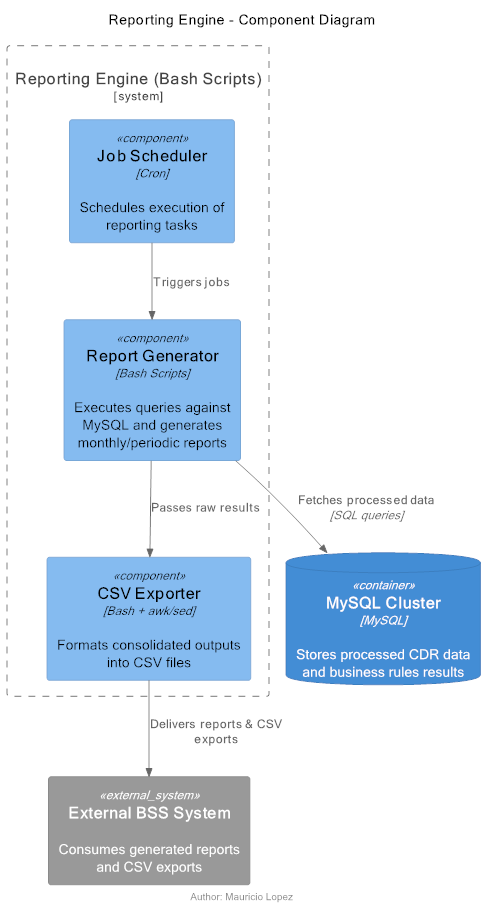 Reporting Engine - Component Diagram
Reporting Engine (Bash Scripts)
[system]
«component»
Job Scheduler
[Cron]
Schedules execution of
reporting tasks
Triggers jobs
«component»
Report Generator
[Bash Scripts]
Executes queries against
MySQL and generates
monthly/periodic reports
Fetches processed data
[SQL queries]
Passes raw results
«component»
CSV Exporter
[Bash + awk/sed]
Formats consolidated outputs
into CSV files
«container»
MySQL Cluster
[MySQL]
Stores processed CDR data
and business rules results
Delivers reports & CSV
exports
«external_system»
External BSS System
Consumes generated reports
and CSV exports
Author: Mauricio Lopez